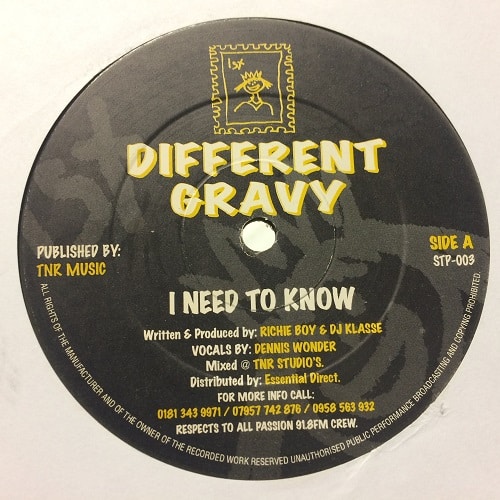 1st
DIFFERENT
GRAVY
PUBLISHED BY:
TNR MUSIC
SIDE A
STP-003
I NEED TO KNOW
Written & Produced by: RICHIE BOY & DJ KLASSE
VOCALS BY: DENNIS WONDER
Mixed @ TNR STUDIO'S.
Distributed by: Essential Direct.
FOR MORE INFO CALL:
0181 343 9971 / 07957 742 876 / 0958 563 932
RESPECTS TO ALL PASSION 91.8FM CREW.
ALL RIGHTS OF THE MANUFACTURER AND OF THE OWNER OF THE RECORDED WORK RESERVED UNAUTHORISED PUBLIC PERFORMANCE BROADCASTING AND COPYING PROHIBITED.